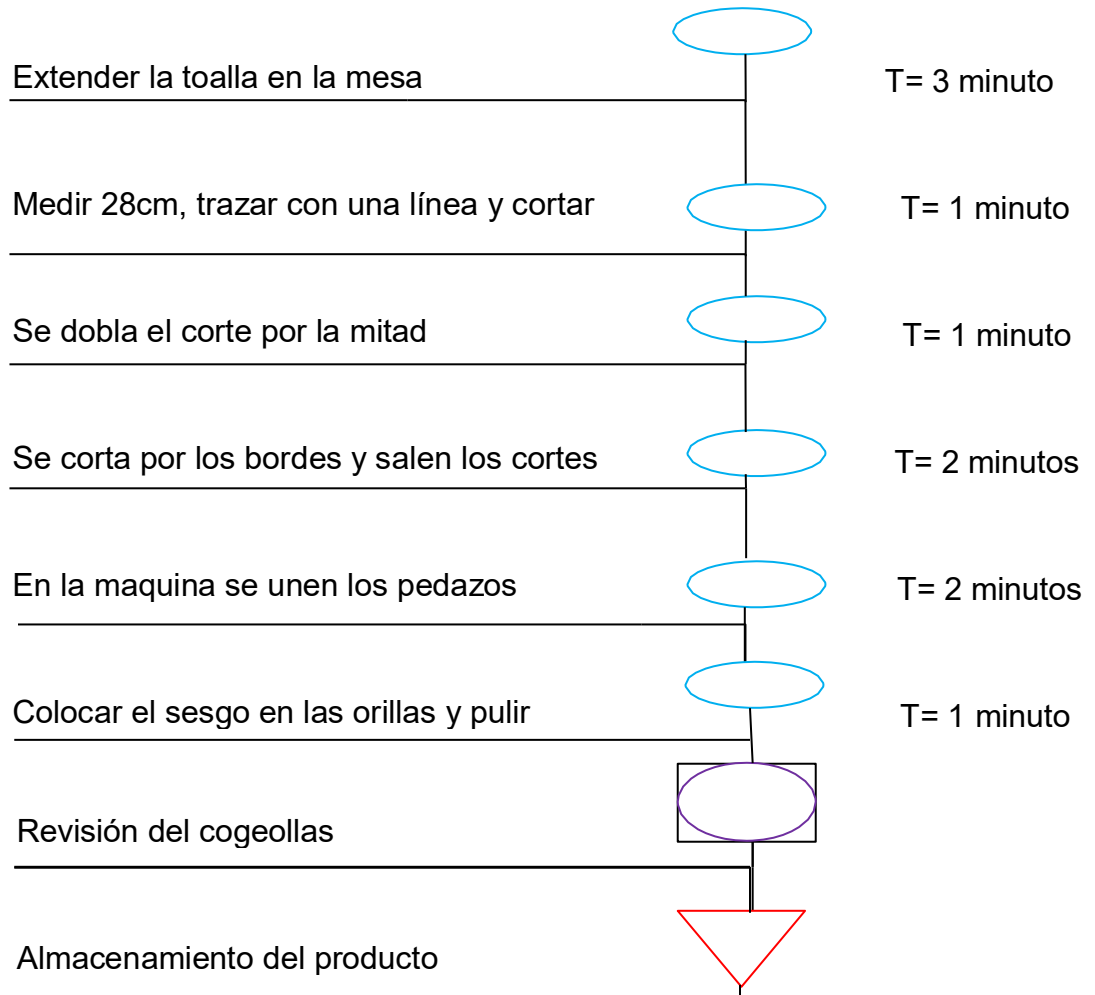 Extender la toalla en la mesa T= 3 minuto
Medir 28cm, trazar con una línea y cortar T= 1 minuto
Se dobla el corte por la mitad T= 1 minuto
Se corta por los bordes y salen los cortes T= 2 minutos
En la maquina se unen los pedazos T= 2 minutos
Colocar el sesgo en las orillas y pulir T= 1 minuto
Revisión del cogeollas
Almacenamiento del producto